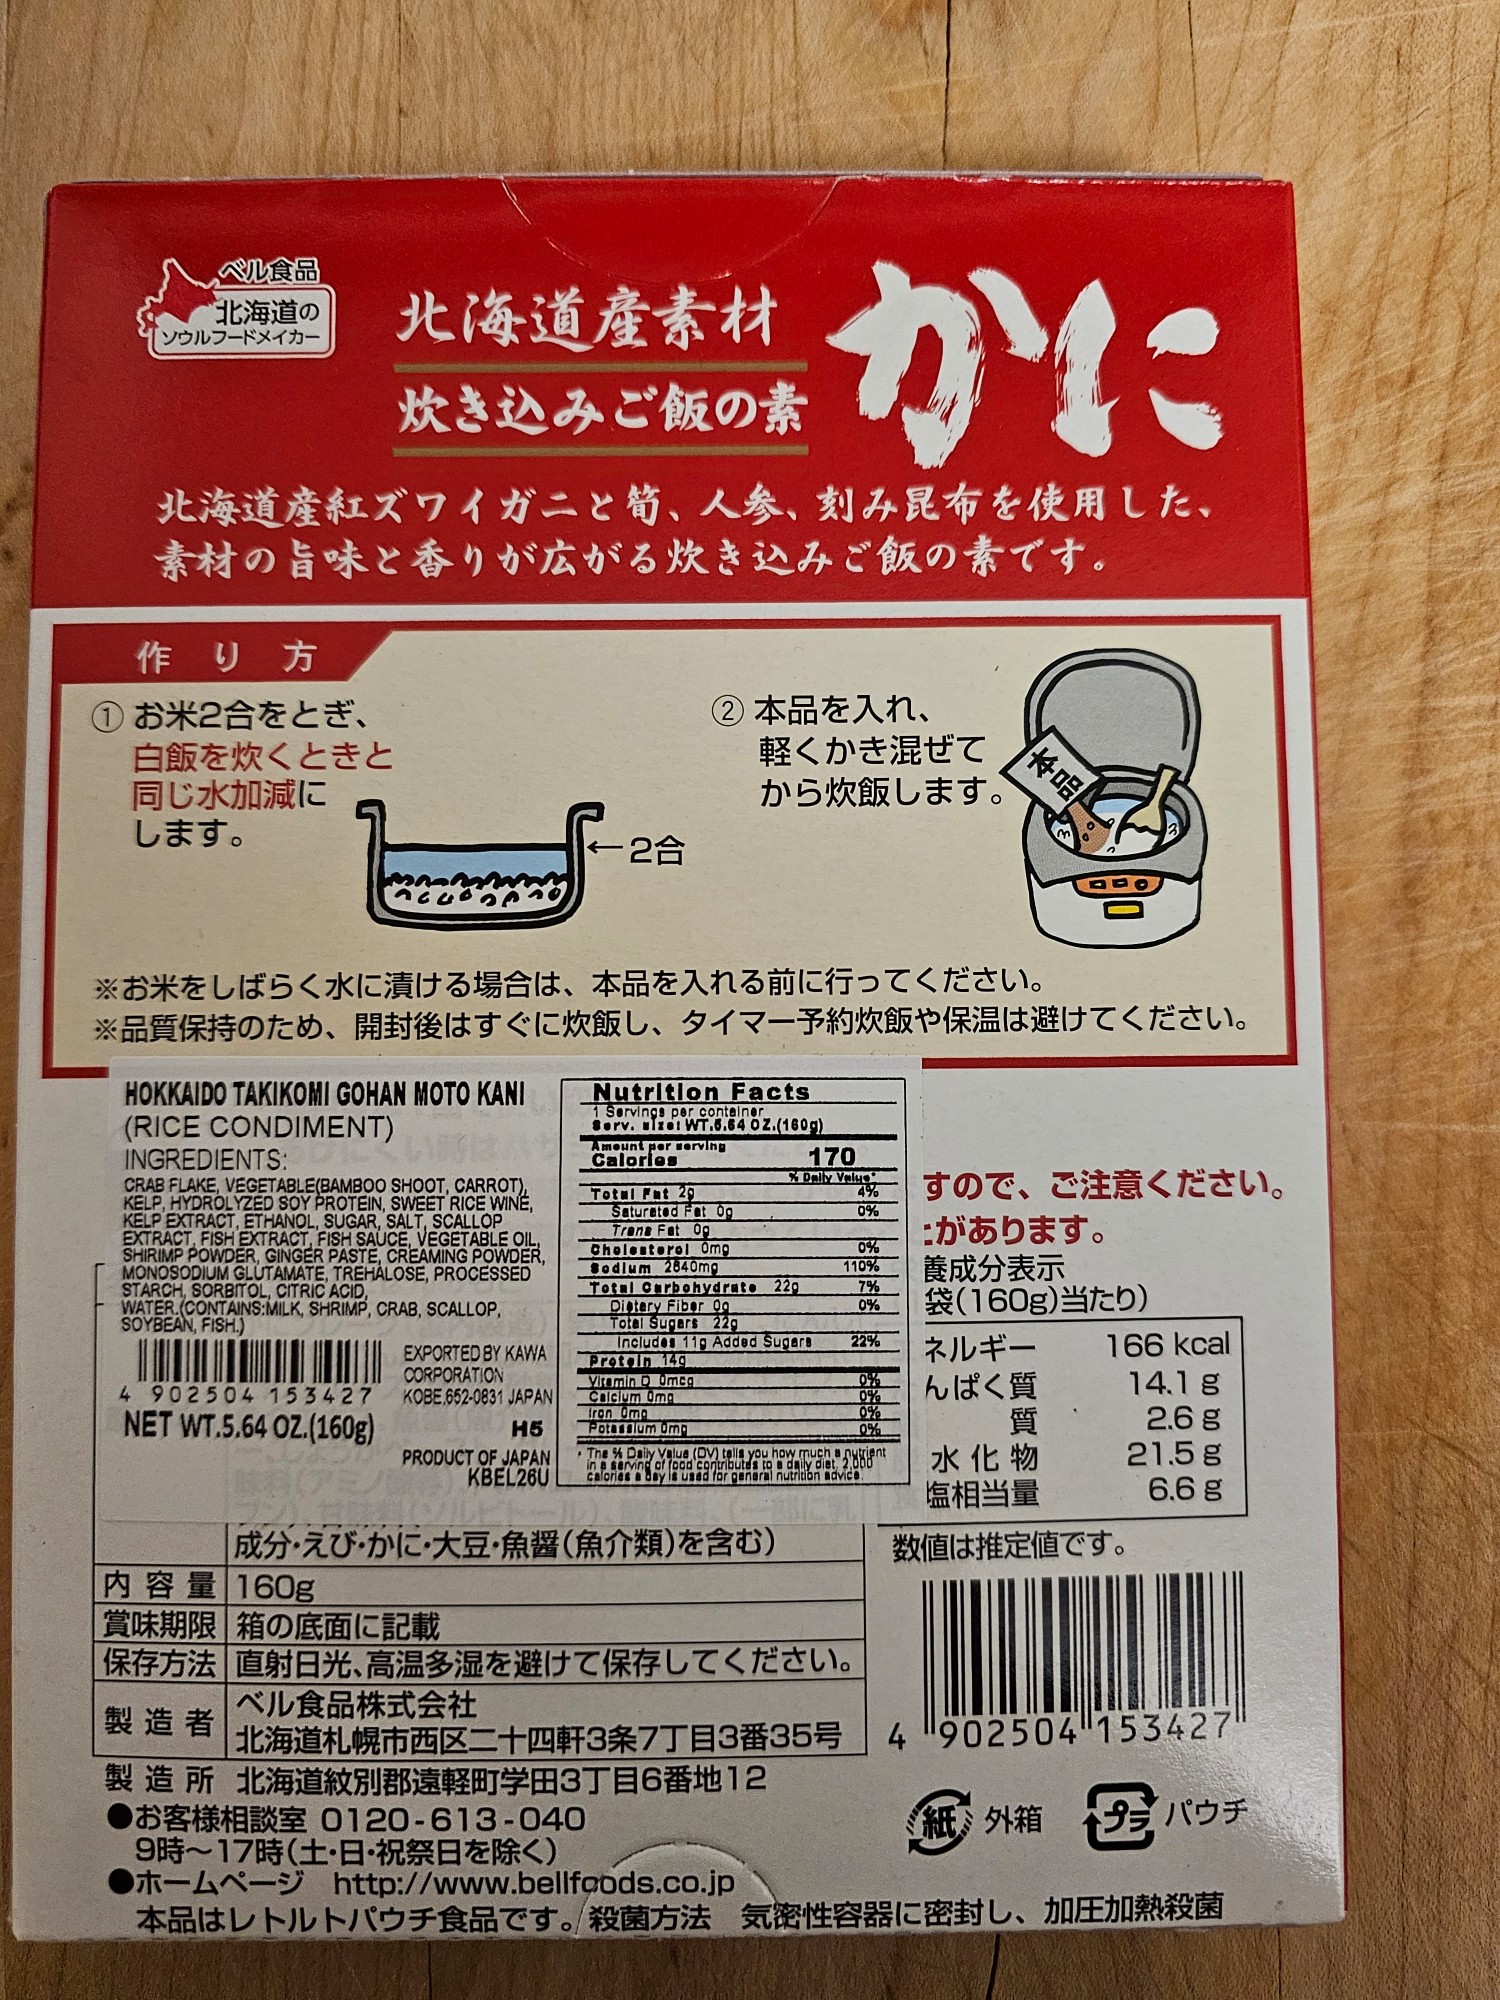 ベル食品
北海道の
ソウルフードメイカー
北海道産素材
炊き込みご飯の素
かに
北海道産紅ズワイガニと筍、人参、刻み昆布を使用した、
素材の旨味と香りが広がる炊き込みご飯の素です。
作り方
① お米2合をとぎ、
白飯を炊くときと
同じ水加減に
します。
←2合
② 本品を入れ、
軽くかき混ぜて
から炊飯します。
本品
※お米をしばらく水に漬ける場合は、本品を入れる前に行ってください。
※品質保持のため、開封後はすぐに炊飯し、タイマー予約炊飯や保温は避けてください。
HOKKAIDO TAKIKOMI GOHAN MOTO KANI
(RICE CONDIMENT)
INGREDIENTS:
CRAB FLAKE, VEGETABLE(BAMBOO SHOOT, CARROT),
KELP, HYDROLYZED SOY PROTEIN, SWEET RICE WINE,
KELP EXTRACT, ETHANOL, SUGAR, SALT, SCALLOP
EXTRACT, FISH EXTRACT, FISH SAUCE, VEGETABLE OIL,
SHIRIMP POWDER, GINGER PASTE, CREAMING POWDER,
MONOSODIUM GLUTAMATE, TREHALOSE, PROCESSED
STARCH, SORBITOL, CITRIC ACID,
WATER.(CONTAINS:MILK, SHRIMP, CRAB, SCALLOP,
SOYBEAN, FISH.)
4 902504 153427
NET WT.5.64 OZ.(160g)
EXPORTED BY KAWA
CORPORATION
KOBE.652-0831 JAPAN
H5
PRODUCT OF JAPAN
KBEL26U
Nutrition Facts
1 Servings per container
Serv. size: WT.5.64 OZ.(160g)
Amount per serving
Calories 170
% Daily Value*
Total Fat 2g 4%
Saturated Fat 0g 0%
Trans Fat 0g
Cholesterol 0mg 0%
Sodium 2640mg 110%
Total Carbohydrate 22g 7%
Dietary Fiber 0g 0%
Total Sugars 22g
Includes 11g Added Sugars 22%
Protein 14g
Vitamin D 0mcg 0%
Calcium 0mg 0%
Iron 0mg 0%
Potassium 0mg 0%
* The % Daily Value (DV) tells you how much a nutrient
in a serving of food contributes to a daily diet. 2,000
calories a day is used for general nutrition advice.
すので、ご注意ください。
とがあります。
養成分表示
袋(160g)当たり)
ネルギー 166 kcal
んぱく質 14.1 g
質 2.6 g
水化物 21.5 g
塩相当量 6.6 g
数値は推定値です。
成分・えび・かに・大豆・魚醤(魚介類)を含む)
内容量 160g
賞味期限 箱の底面に記載
保存方法 直射日光、高温多湿を避けて保存してください。
製造者 ベル食品株式会社
北海道札幌市西区二十四軒3条7丁目3番35号
製造所 北海道紋別郡遠軽町学田3丁目6番地12
●お客様相談室 0120-613-040
9時〜17時(土・日・祝祭日を除く)
●ホームページ http://www.bellfoods.co.jp
本品はレトルトパウチ食品です。 殺菌方法 気密性容器に密封し、加圧加熱殺菌
4 902504 153427
紙 外箱
プラ パウチ